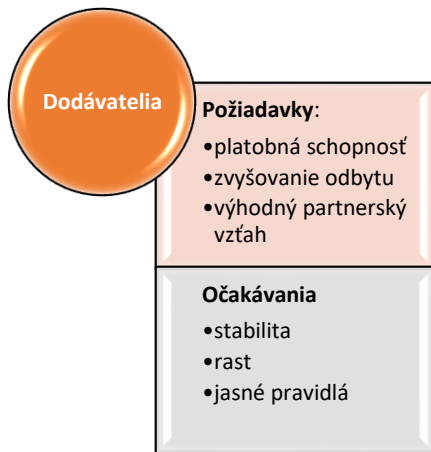 Dodávatelia
Požiadavky:
•platobná schopnosť
•zvyšovanie odbytu
•výhodný partnerský
vzťah
Očakávania
•stabilita
•rast
•jasné pravidlá